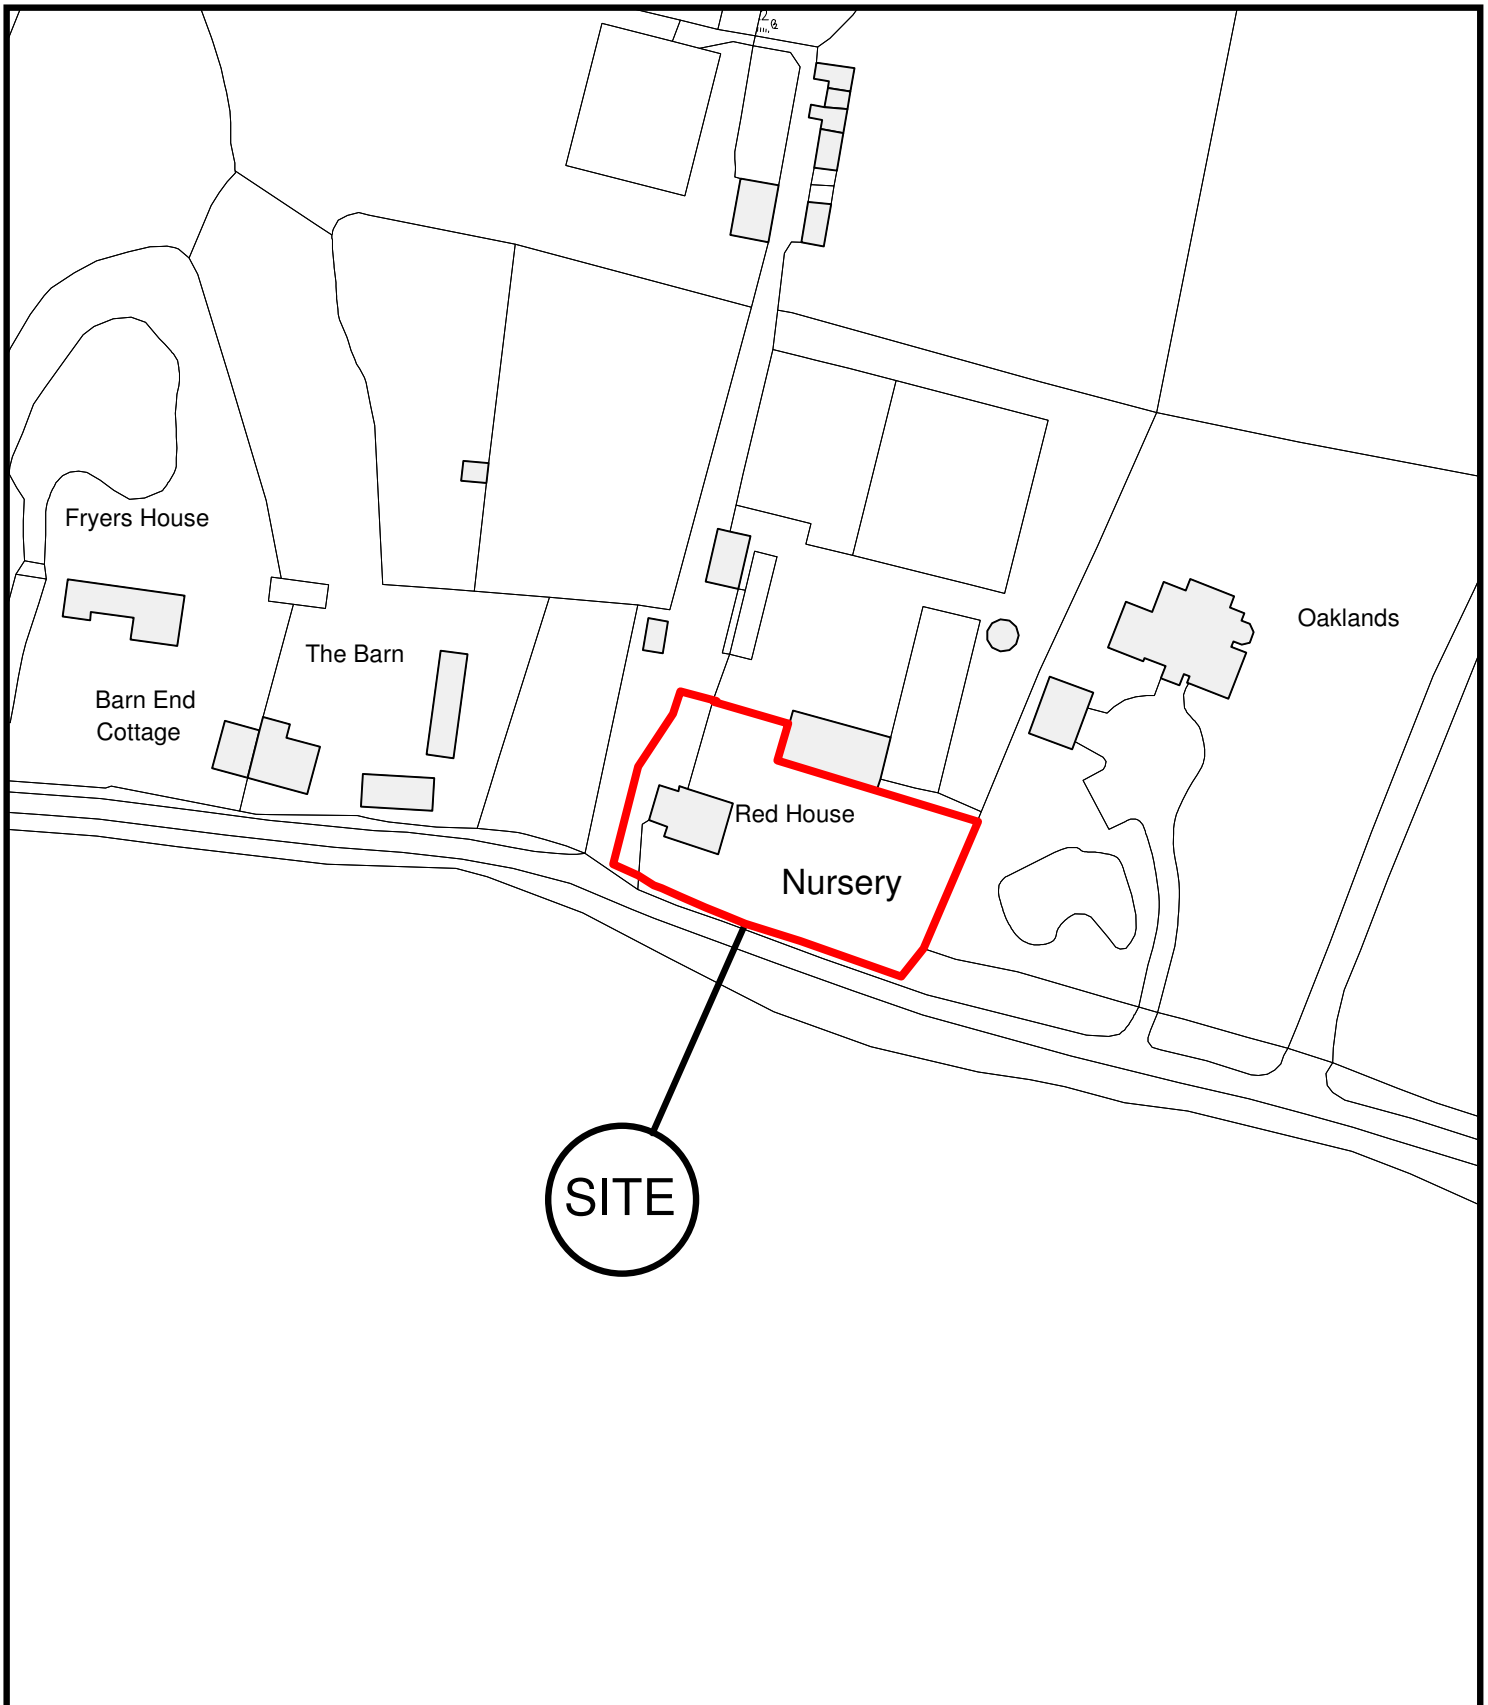 Fryers House
Oaklands
The Barn
Barn End
Cottage
Red House
Nursery
SITE